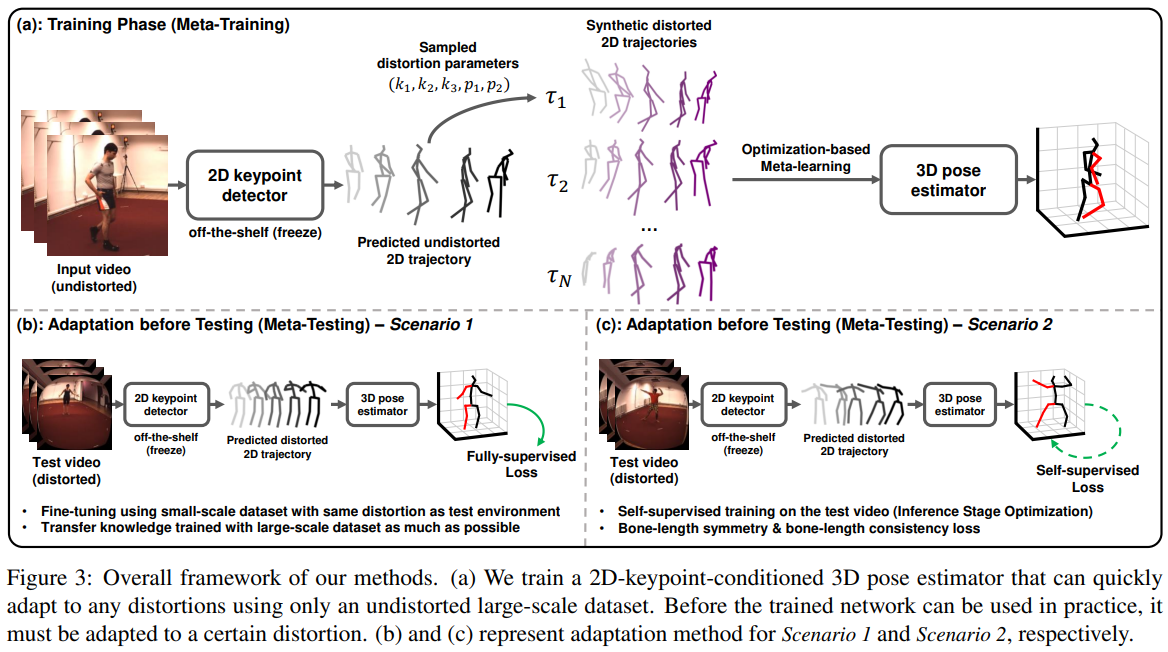 (a): Training Phase (Meta-Training)
Synthetic distorted
2D trajectories
Sampled
distortion parameters
(k₁, k₂, k₃, p₁, p₂)
τ₁
2D keypoint
detector
off-the-shelf (freeze)
τ₂
Optimization-based
Meta-learning
3D pose
estimator
Predicted undistorted
2D trajectory
...
τN
Input video
(undistorted)
(b): Adaptation before Testing (Meta-Testing) – Scenario 1
2D keypoint
detector
off-the-shelf
(freeze)
3D pose
estimator
Predicted distorted
2D trajectory
Test video
(distorted)
Fully-supervised
Loss
• Fine-tuning using small-scale dataset with same distortion as test environment
• Transfer knowledge trained with large-scale dataset as much as possible
(c): Adaptation before Testing (Meta-Testing) – Scenario 2
2D keypoint
detector
off-the-shelf
(freeze)
3D pose
estimator
Predicted distorted
2D trajectory
Test video
(distorted)
Self-supervised
Loss
• Self-supervised training on the test video (Inference Stage Optimization)
• Bone-length symmetry & bone-length consistency loss
Figure 3: Overall framework of our methods. (a) We train a 2D-keypoint-conditioned 3D pose estimator that can quickly
adapt to any distortions using only an undistorted large-scale dataset. Before the trained network can be used in practice, it
must be adapted to a certain distortion. (b) and (c) represent adaptation method for Scenario 1 and Scenario 2, respectively.